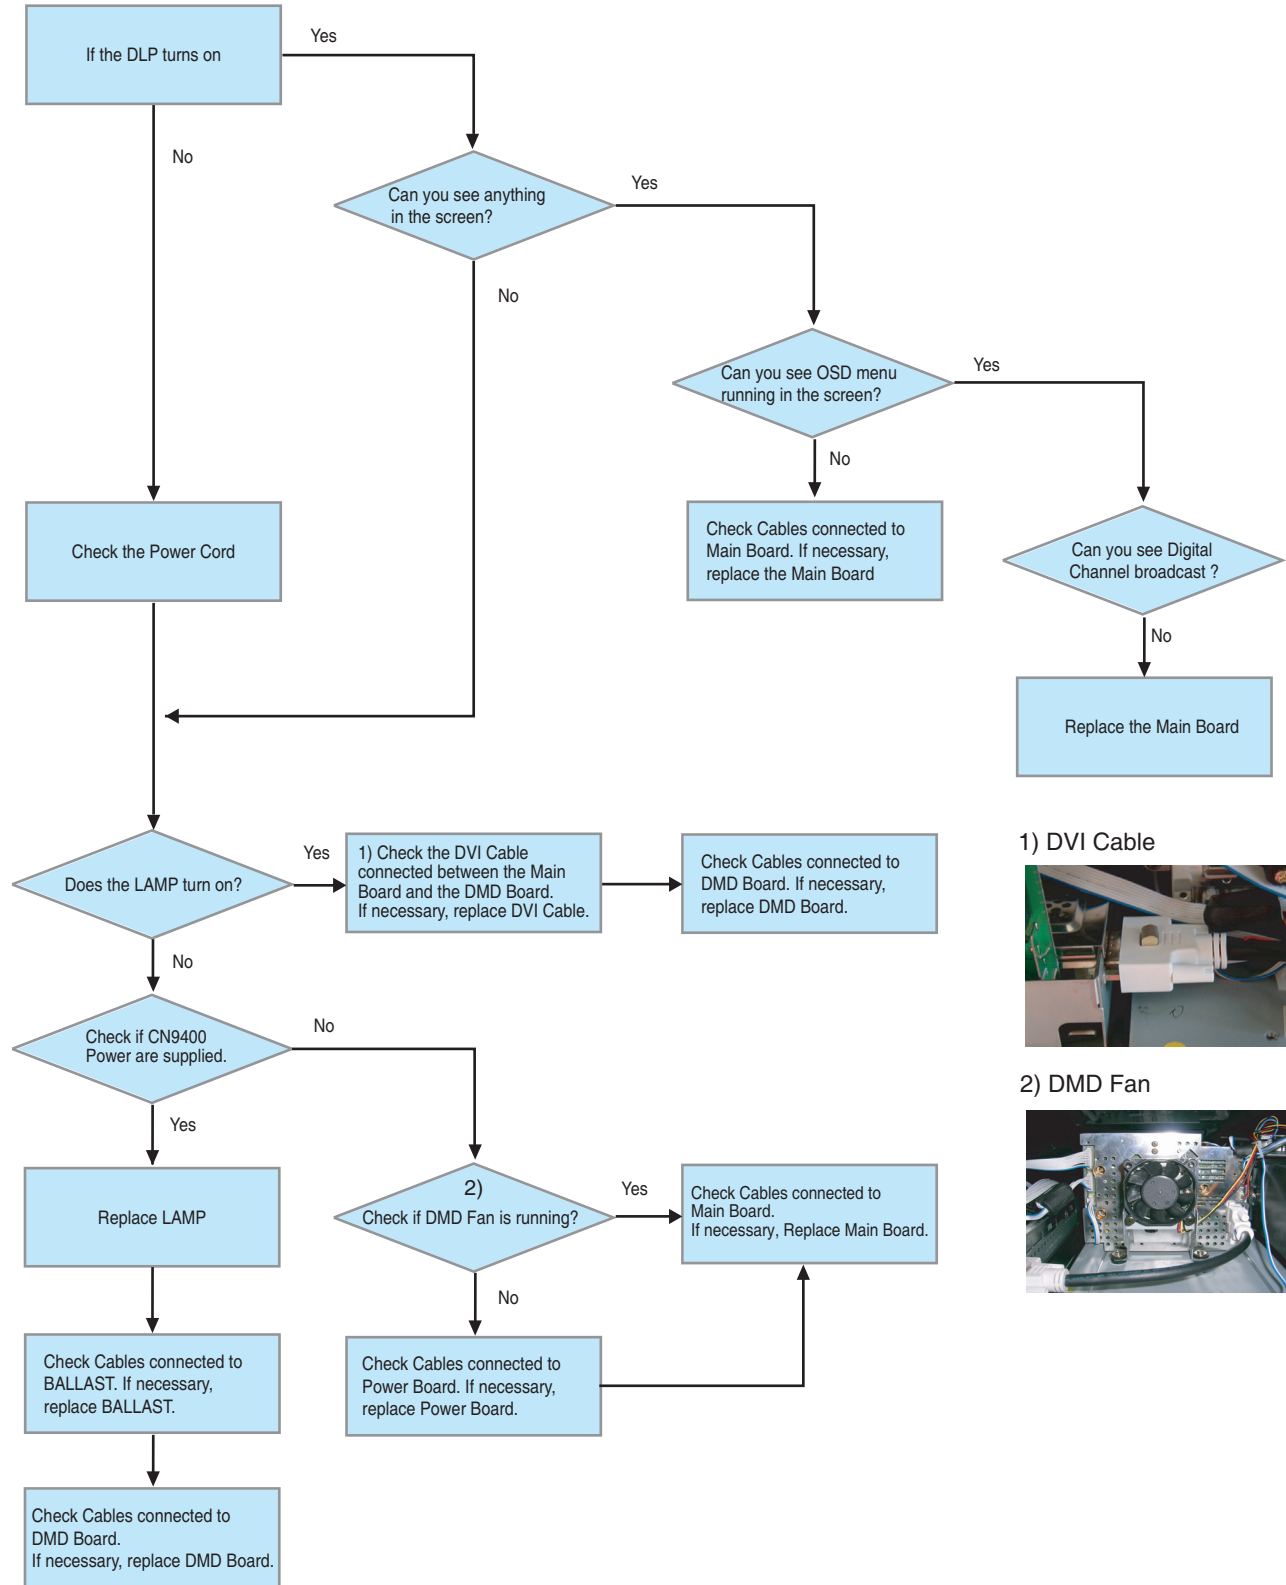 If the DLP turns on
Yes
No
Can you see anything
in the screen?
Yes
No
Can you see OSD menu
running in the screen?
Yes
No
Check the Power Cord
Check Cables connected to
Main Board. If necessary,
replace the Main Board
Can you see Digital
Channel broadcast ?
No
Replace the Main Board
Does the LAMP turn on?
Yes
No
1) Check the DVI Cable
connected between the Main
Board and the DMD Board.
If necessary, replace DVI Cable.
Check Cables connected to
DMD Board. If necessary,
replace DMD Board.
1) DVI Cable
Check if CN9400
Power are supplied.
No
Yes
2) DMD Fan
Replace LAMP
2)
Check if DMD Fan is running?
Yes
No
Check Cables connected to
Main Board.
If necessary, Replace Main Board.
Check Cables connected to
BALLAST. If necessary,
replace BALLAST.
Check Cables connected to
Power Board. If necessary,
replace Power Board.
Check Cables connected to
DMD Board.
If necessary, replace DMD Board.